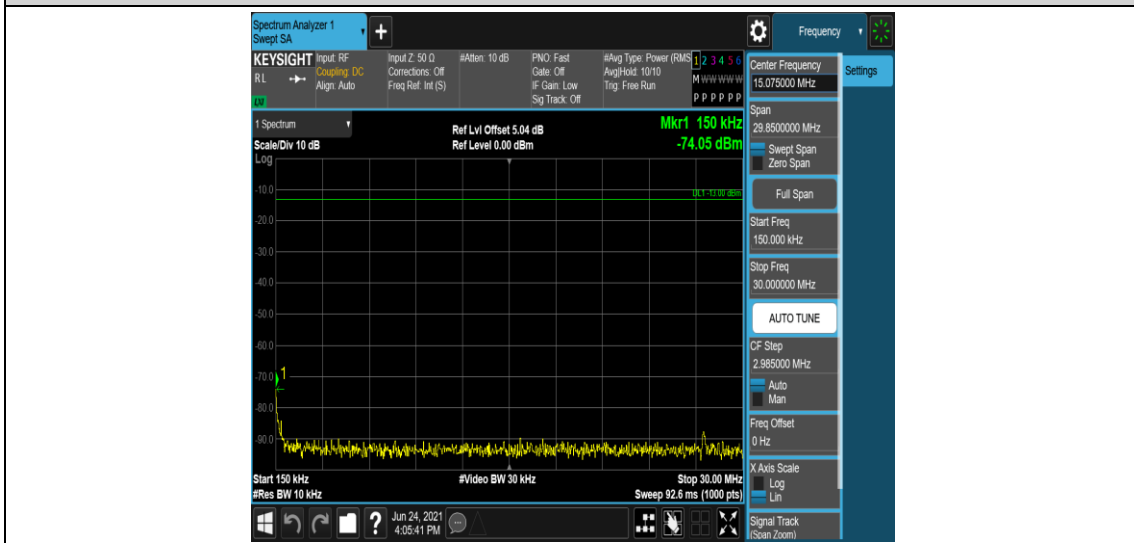 Spectrum Analyzer 1
Swept SA
+
Frequency
KEYSIGHT
RL
LXI
Input: RF
Coupling: DC
Align: Auto
Input Z: 50 Ω
Corrections: Off
Freq Ref: Int (S)
#Atten: 10 dB
PNO: Fast
Gate: Off
IF Gain: Low
Sig Track: Off
#Avg Type: Power (RMS
Avg|Hold: 10/10
Trig: Free Run
1 2 3 4 5 6
M W W W W W
P P P P P P
1 Spectrum
Scale/Div 10 dB
Log
Ref Lvl Offset 5.04 dB
Ref Level 0.00 dBm
Mkr1 150 kHz
-74.05 dBm
DL1 -13.00 dBm
-10.0
-20.0
-30.0
-40.0
-50.0
-60.0
-70.0
1
-80.0
-90.0
Start 150 kHz
#Res BW 10 kHz
#Video BW 30 kHz
Stop 30.00 MHz
Sweep 92.6 ms (1000 pts)
Center Frequency
15.075000 MHz
Settings
Span
29.8500000 MHz
Swept Span
Zero Span
Full Span
Start Freq
150.000 kHz
Stop Freq
30.000000 MHz
AUTO TUNE
CF Step
2.985000 MHz
Auto
Man
Freq Offset
0 Hz
X Axis Scale
Log
Lin
Signal Track
(Span Zoom)
?
Jun 24, 2021
4:05:41 PM